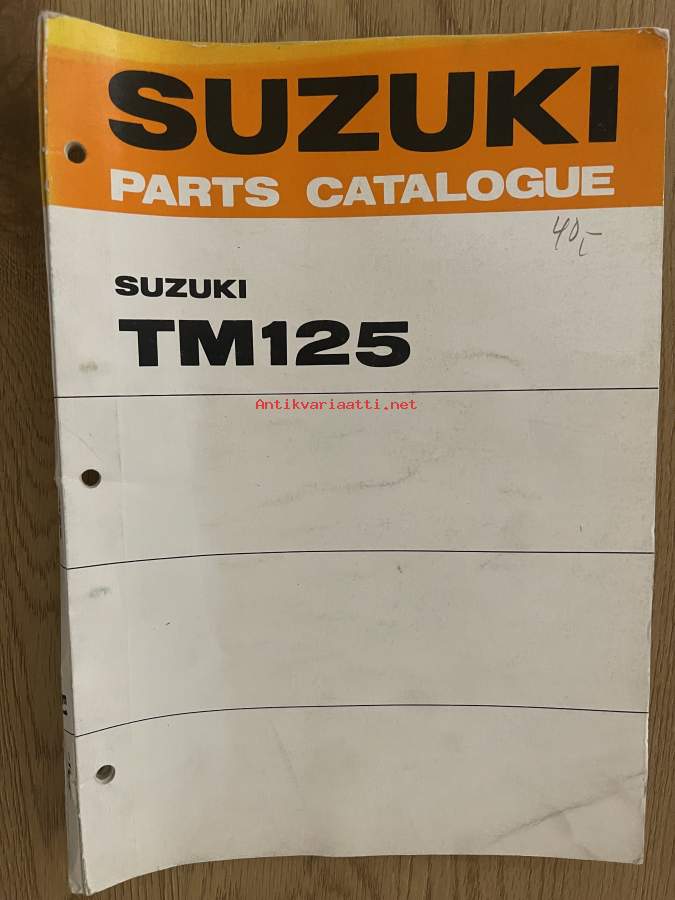 SUZUKI
PARTS CATALOGUE
40,-
SUZUKI
TM125
Antikvariaatti.net